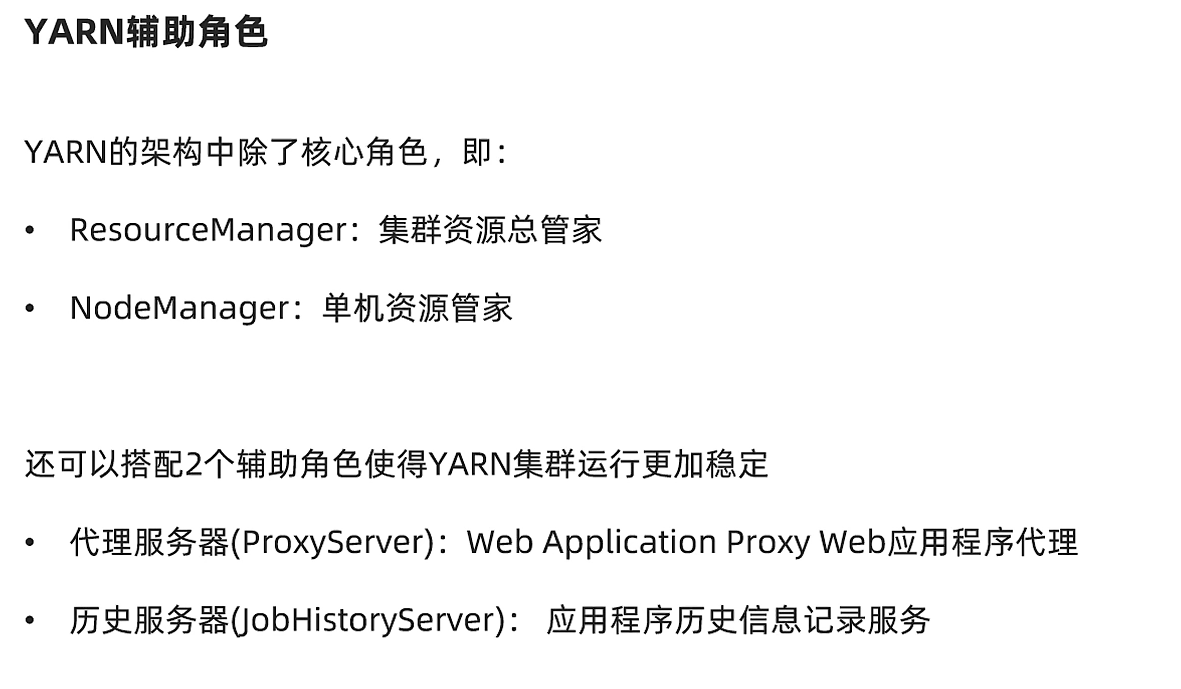 YARN辅助角色
YARN的架构中除了核心角色，即：
• ResourceManager：集群资源总管家
• NodeManager：单机资源管家
还可以搭配2个辅助角色使得YARN集群运行更加稳定
• 代理服务器(ProxyServer)：Web Application Proxy Web应用程序代理
• 历史服务器(JobHistoryServer)： 应用程序历史信息记录服务